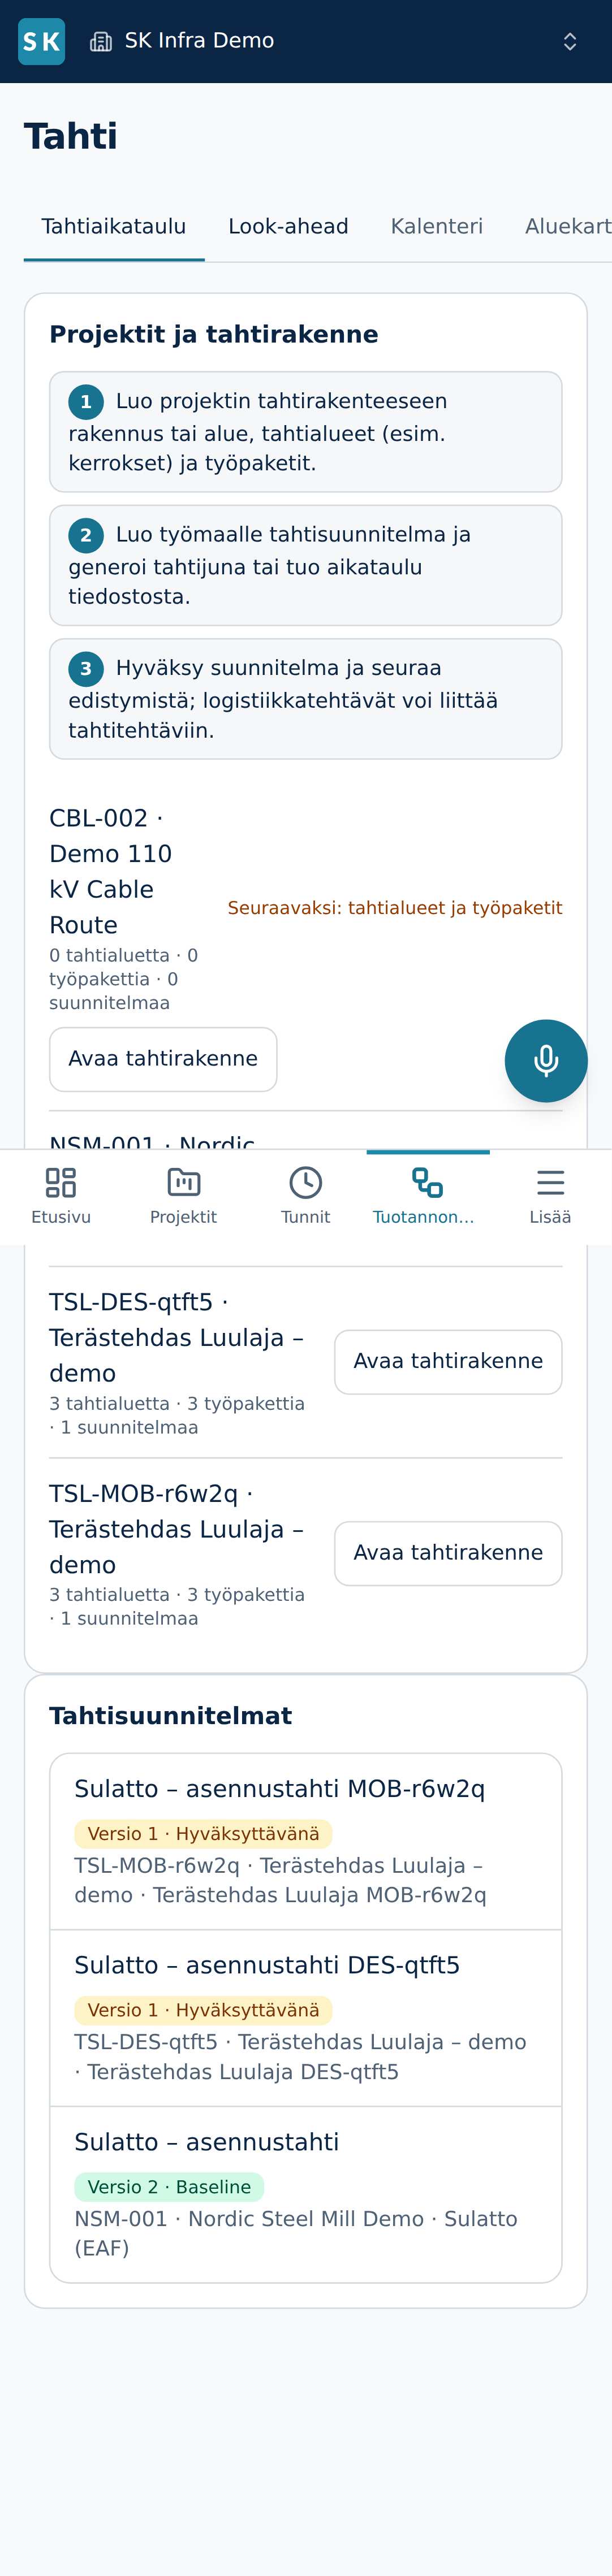 SK
SK Infra Demo
Tahti
Tahtiaikataulu
Look-ahead
Kalenteri
Aluekart
Projektit ja tahtirakenne
1 Luo projektin tahtirakenteeseen
rakennus tai alue, tahtialueet (esim.
kerrokset) ja työpaketit.
2 Luo työmaalle tahtisuunnitelma ja
generoi tahtijuna tai tuo aikataulu
tiedostosta.
3 Hyväksy suunnitelma ja seuraa
edistymistä; logistiikkatehtävät voi liittää
tahtitehtäviin.
CBL-002 ·
Demo 110
kV Cable
Route
0 tahtialuetta · 0
työpakettia · 0
suunnitelmaa
Seuraavaksi: tahtialueet ja työpaketit
Avaa tahtirakenne
NSM-001 · Nordic
Etusivu
Projektit
Tunnit
Tuotannon...
Lisää
TSL-DES-qtft5 ·
Terästehdas Luulaja –
demo
3 tahtialuetta · 3 työpakettia
· 1 suunnitelmaa
Avaa tahtirakenne
TSL-MOB-r6w2q ·
Terästehdas Luulaja –
demo
3 tahtialuetta · 3 työpakettia
· 1 suunnitelmaa
Avaa tahtirakenne
Tahtisuunnitelmat
Sulatto – asennustahti MOB-r6w2q
Versio 1 · Hyväksyttävänä
TSL-MOB-r6w2q · Terästehdas Luulaja –
demo · Terästehdas Luulaja MOB-r6w2q
Sulatto – asennustahti DES-qtft5
Versio 1 · Hyväksyttävänä
TSL-DES-qtft5 · Terästehdas Luulaja – demo
· Terästehdas Luulaja DES-qtft5
Sulatto – asennustahti
Versio 2 · Baseline
NSM-001 · Nordic Steel Mill Demo · Sulatto
(EAF)